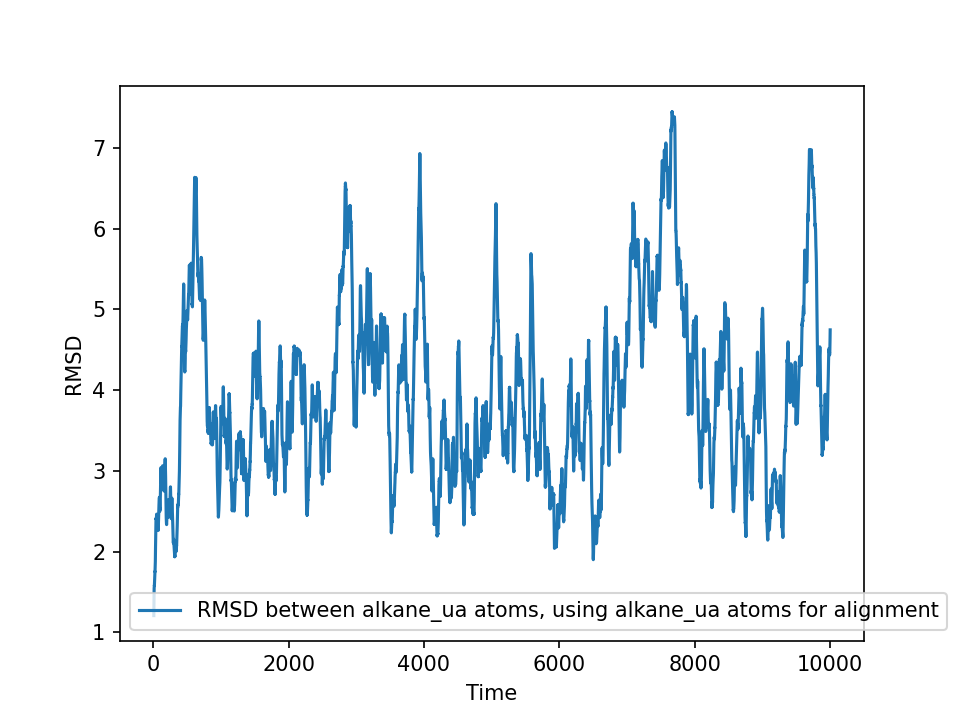 7
6
5
4
3
2
1
RMSD
RMSD between alkane_ua atoms, using alkane_ua atoms for alignment
0 2000 4000 6000 8000 10000
Time